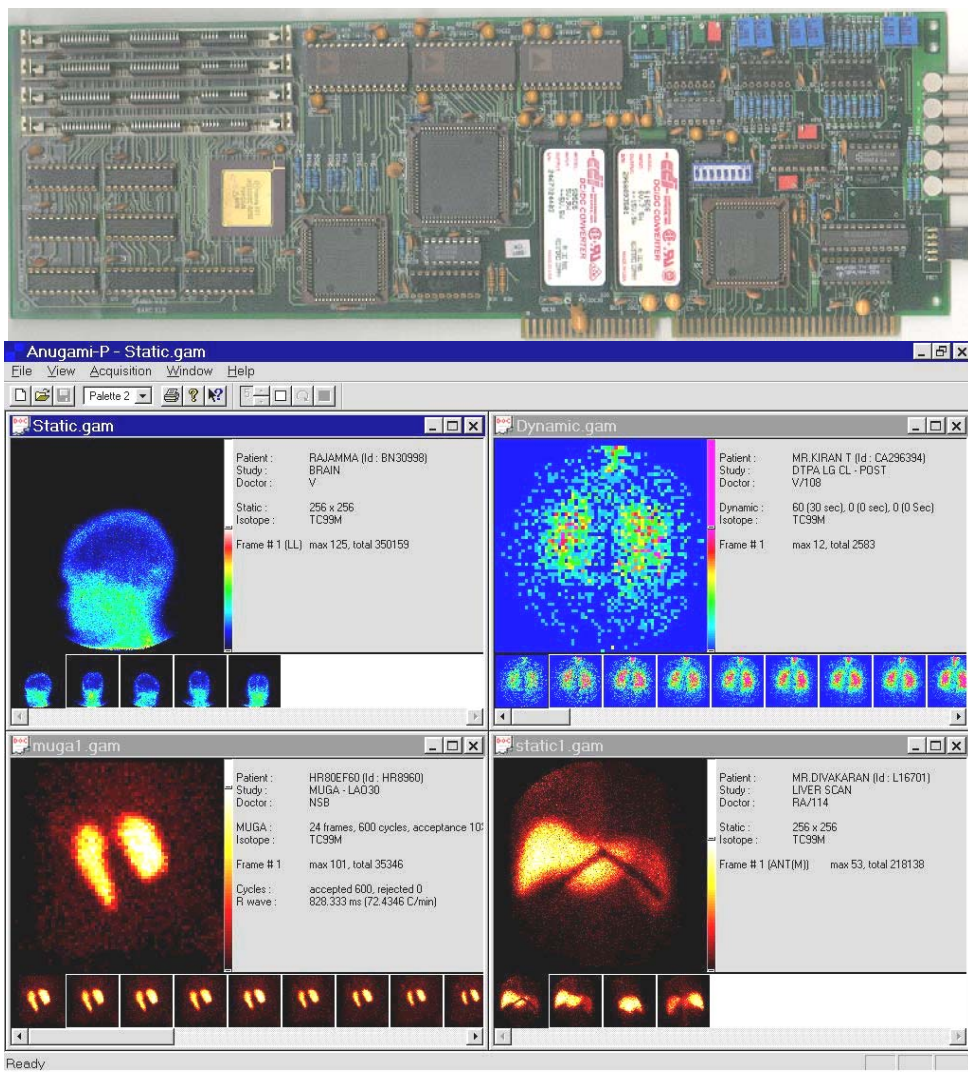 CDI
DC/DC CONVERTER
CDI
DC/DC CONVERTER
Anugami-P - Static.gam
File View Acquisition Window Help
Palette 2
Static.gam
Patient : RAJAMMA (Id : BN30998)
Study : BRAIN
Doctor : V
Static : 256 x 256
Isotope : TC99M
Frame # 1 (LL) max 125, total 350159
Dynamic.gam
Patient : MR.KIRAN T (Id : CA296394)
Study : DTPA LG CL - POST
Doctor : V/108
Dynamic : 60 (30 sec), 0 (0 sec), 0 (0 Sec)
Isotope : TC99M
Frame # 1 max 12, total 2583
muga1.gam
Patient : HR80EF60 (Id : HR8960)
Study : MUGA - LAO30
Doctor : NSB
MUGA : 24 frames, 600 cycles, acceptance 10
Isotope : TC99M
Frame # 1 max 101, total 35346
Cycles : accepted 600, rejected 0
R wave : 828.333 ms (72.4346 C/min)
static1.gam
Patient : MR.DIVAKARAN (Id : L16701)
Study : LIVER SCAN
Doctor : RA/114
Static : 256 x 256
Isotope : TC99M
Frame # 1 (ANT(M)) max 53, total 218138
Ready